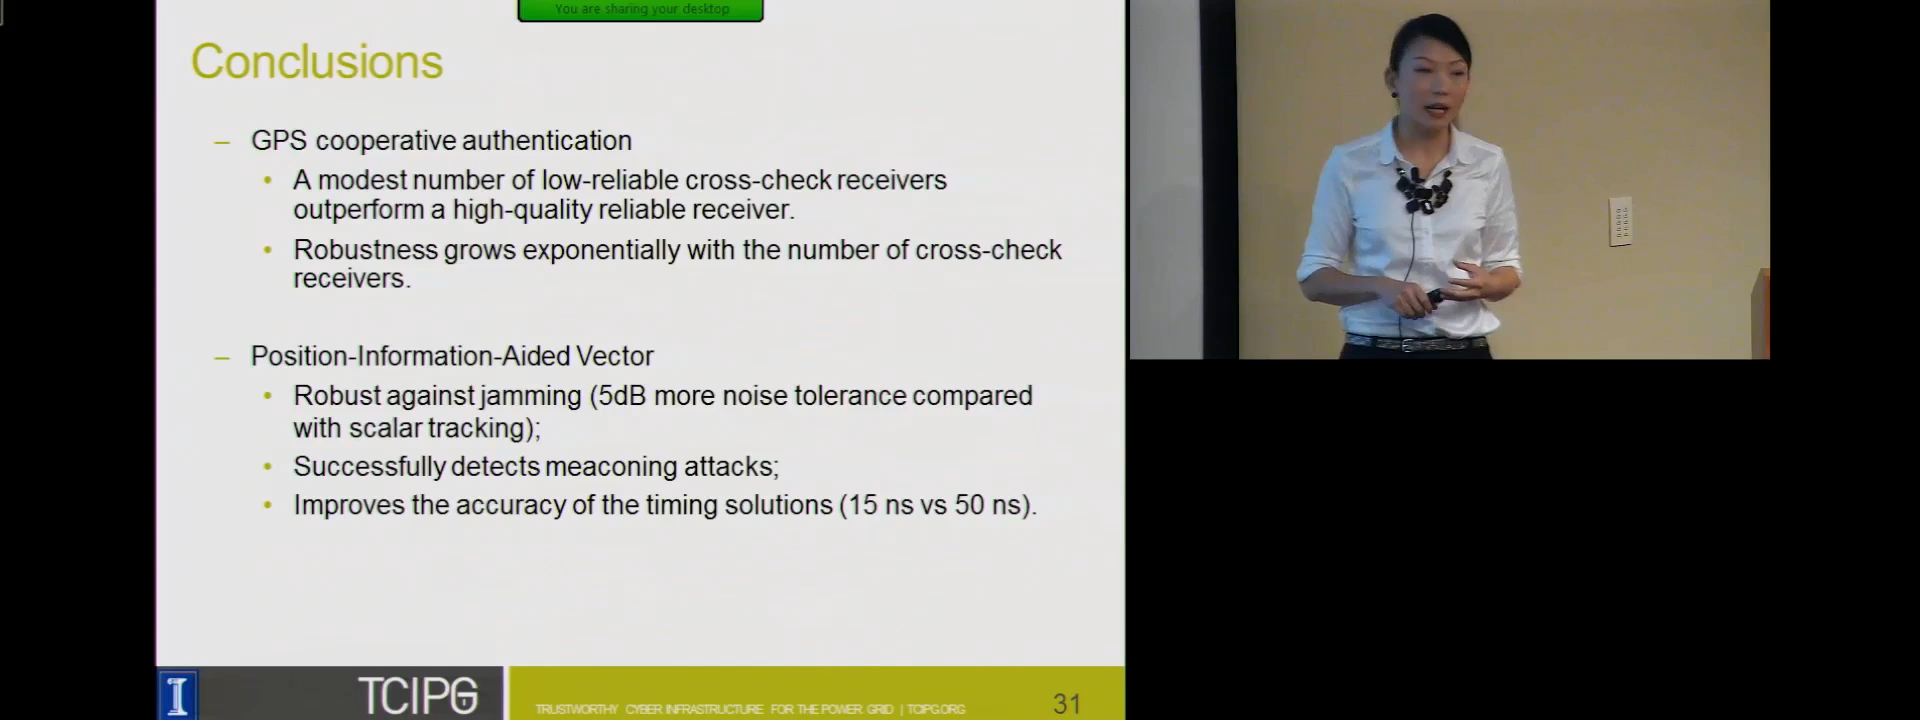 You are sharing your desktop
Conclusions
– GPS cooperative authentication
• A modest number of low-reliable cross-check receivers
outperform a high-quality reliable receiver.
• Robustness grows exponentially with the number of cross-check
receivers.
– Position-Information-Aided Vector
• Robust against jamming (5dB more noise tolerance compared
with scalar tracking);
• Successfully detects meaconing attacks;
• Improves the accuracy of the timing solutions (15 ns vs 50 ns).
I TCIPG
TRUSTWORTHY CYBER INFRASTRUCTURE FOR THE POWER GRID | TCIPG.ORG
31